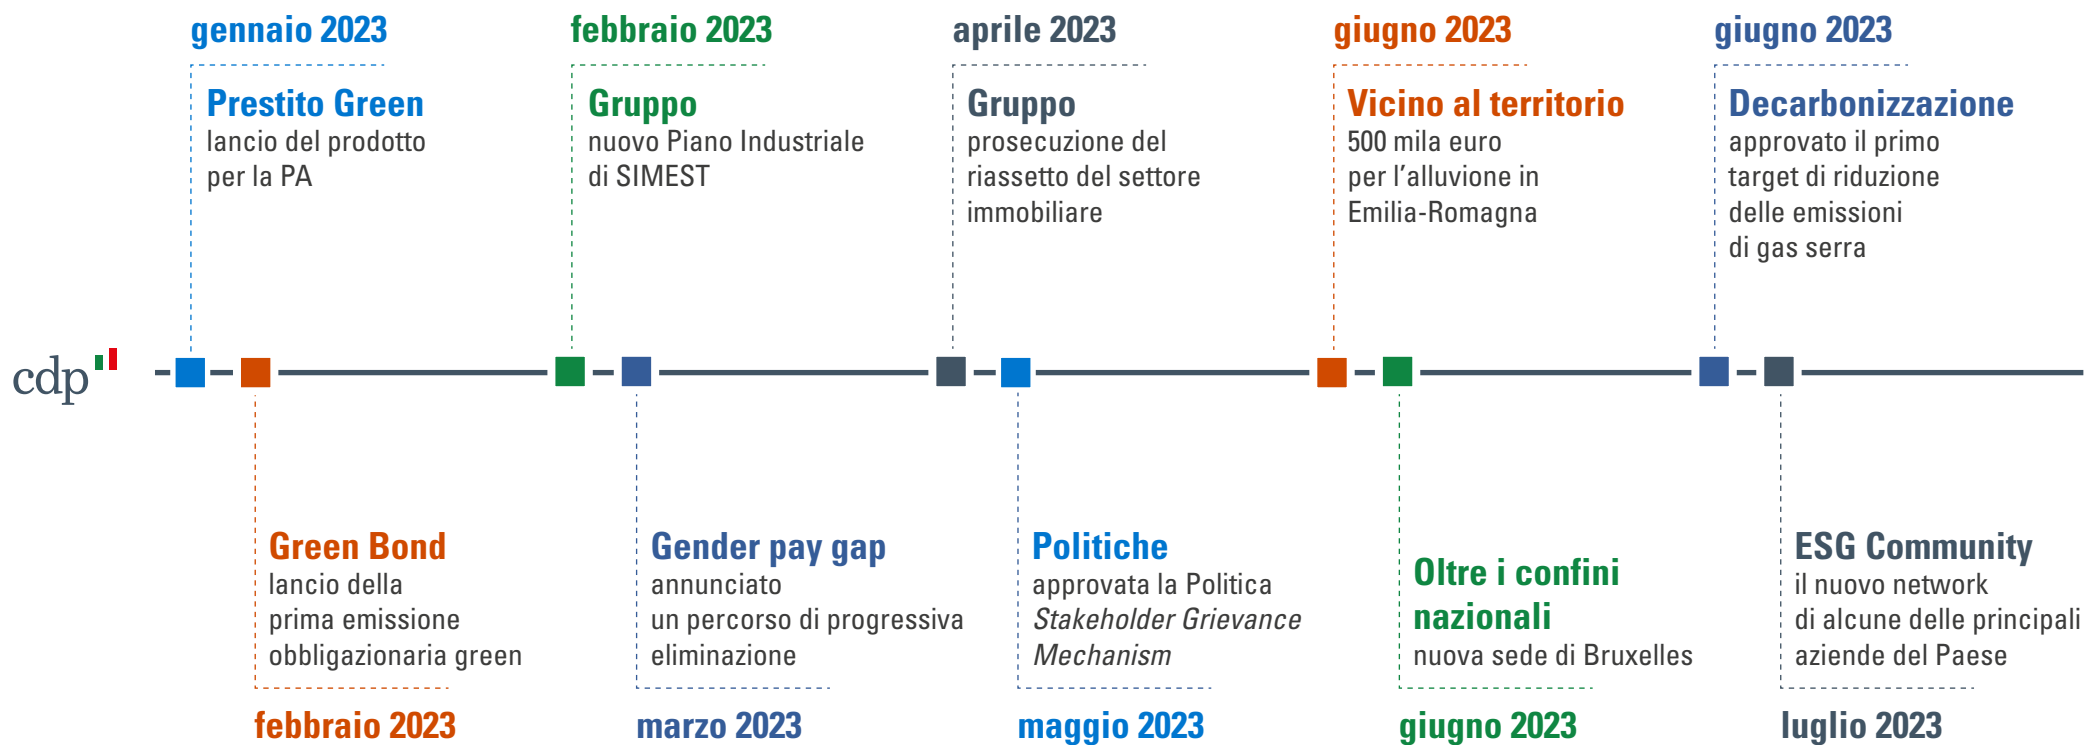 gennaio 2023
Prestito Green
lancio del prodotto
per la PA
febbraio 2023
Gruppo
nuovo Piano Industriale
di SIMEST
aprile 2023
Gruppo
prosecuzione del
riassetto del settore
immobiliare
giugno 2023
Vicino al territorio
500 mila euro
per l’alluvione in
Emilia-Romagna
giugno 2023
Decarbonizzazione
approvato il primo
target di riduzione
delle emissioni
di gas serra
cdp
Green Bond
lancio della
prima emissione
obbligazionaria green
febbraio 2023
Gender pay gap
annunciato
un percorso di progressiva
eliminazione
marzo 2023
Politiche
approvata la Politica
Stakeholder Grievance
Mechanism
maggio 2023
Oltre i confini
nazionali
nuova sede di Bruxelles
giugno 2023
ESG Community
il nuovo network
di alcune delle principali
aziende del Paese
luglio 2023